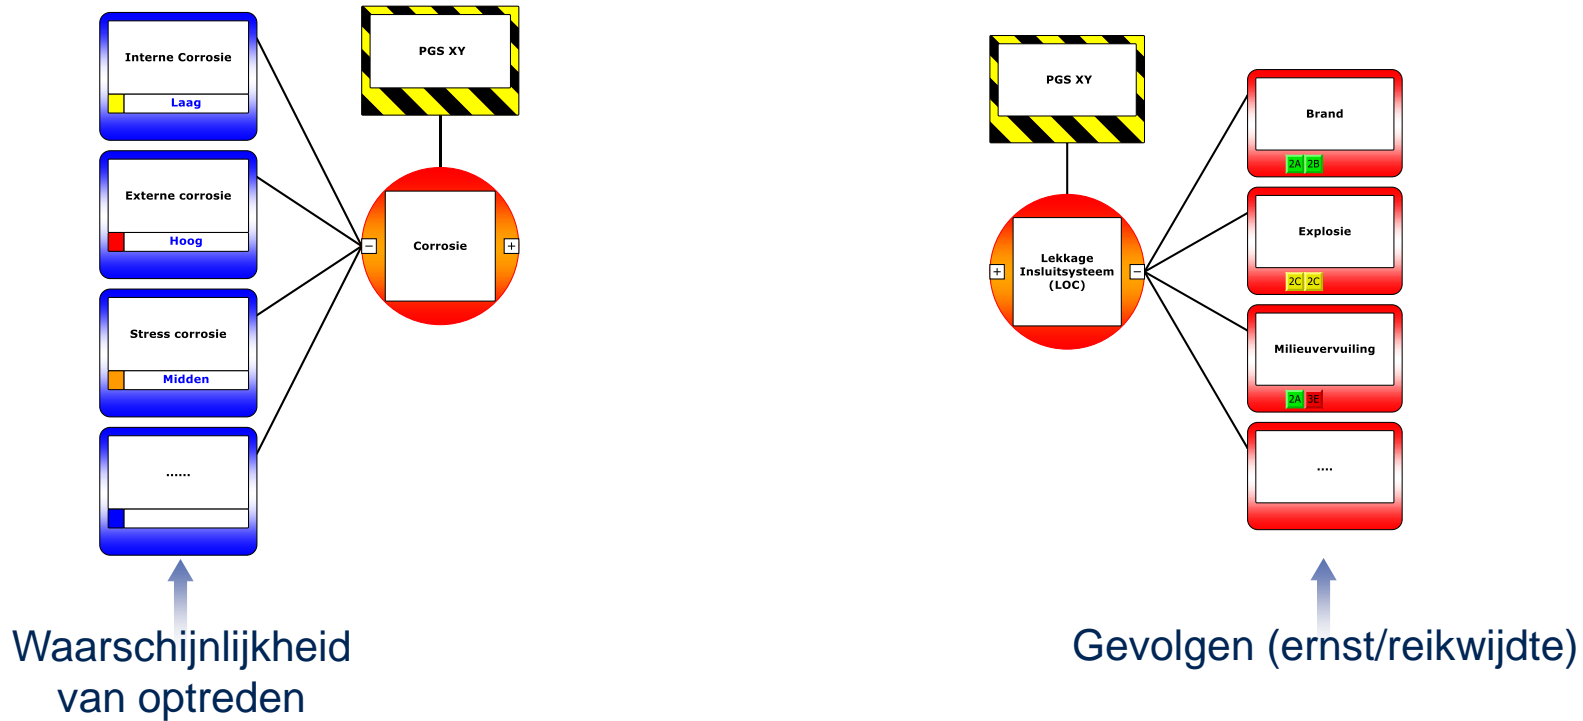 Interne Corrosie
Laag
Externe corrosie
Hoog
Stress corrosie
Midden
......
PGS XY
Corrosie
−
+
Waarschijnlijkheid
van optreden
PGS XY
Lekkage
Insluitsysteem
(LOC)
+
−
Brand
2A 2B
Explosie
2C 2C
Milieuvervuiling
2A 3E
....
Gevolgen (ernst/reikwijdte)